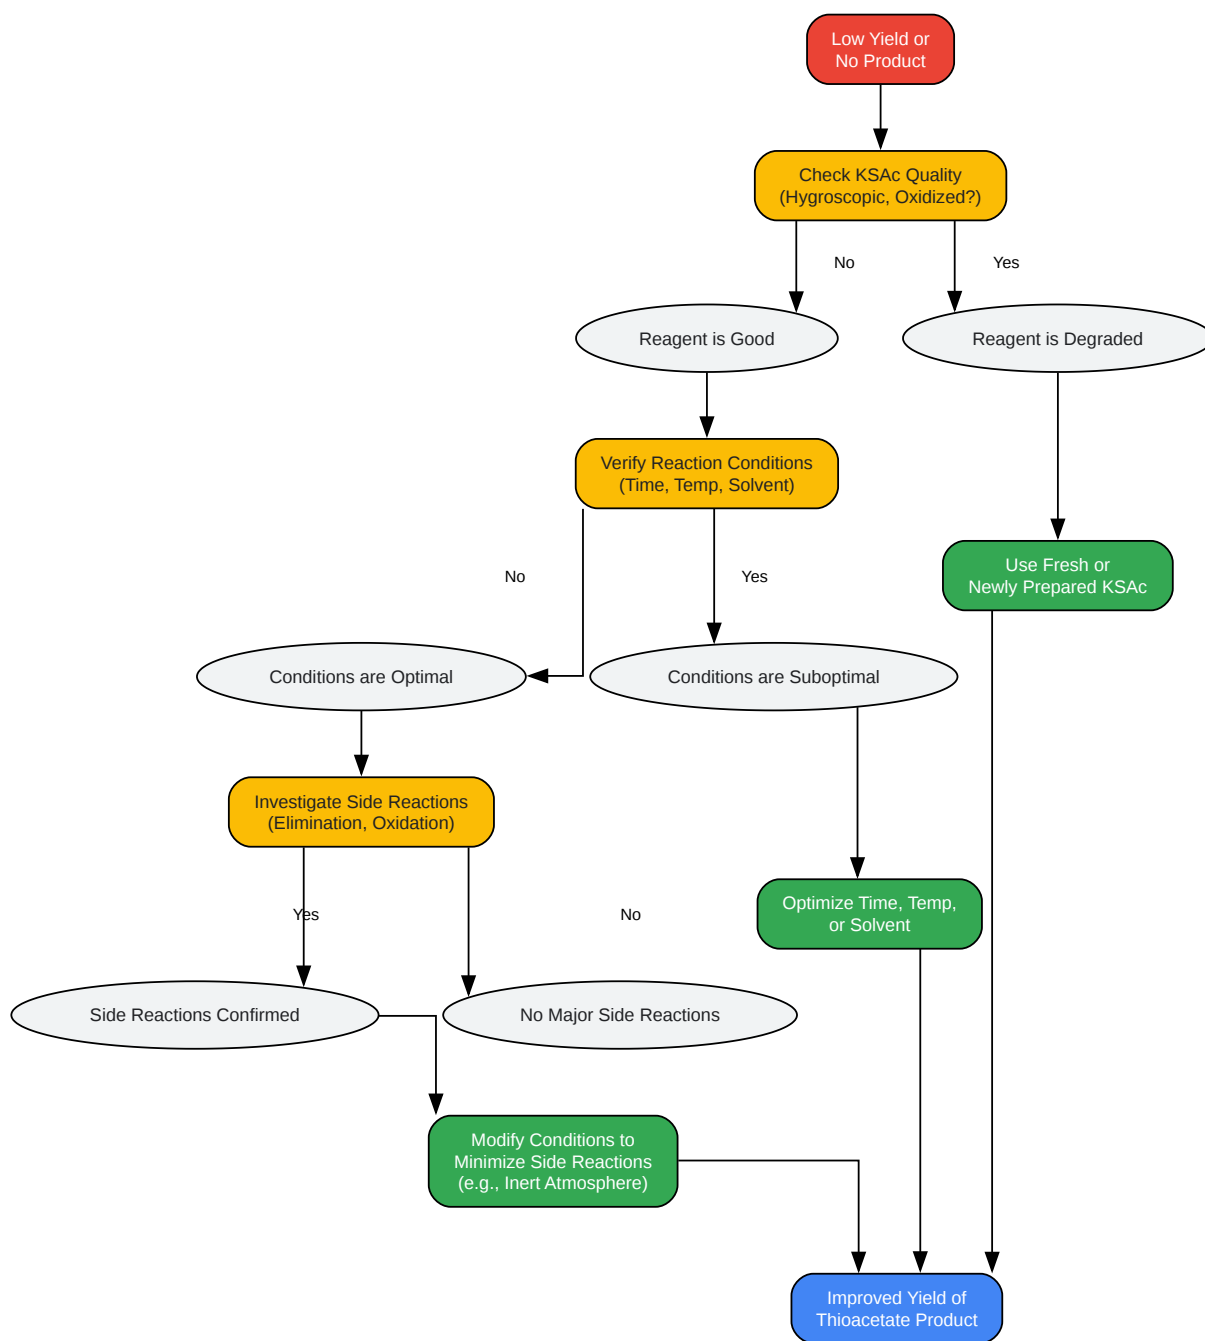 Low Yield or
No Product
Check KSAc Quality
(Hygroscopic, Oxidized?)
No
Yes
Reagent is Good
Reagent is Degraded
Verify Reaction Conditions
(Time, Temp, Solvent)
No
Yes
Use Fresh or
Newly Prepared KSAc
Conditions are Optimal
Conditions are Suboptimal
Investigate Side Reactions
(Elimination, Oxidation)
Yes
No
Optimize Time, Temp,
or Solvent
Side Reactions Confirmed
No Major Side Reactions
Modify Conditions to
Minimize Side Reactions
(e.g., Inert Atmosphere)
Improved Yield of
Thioacetate Product